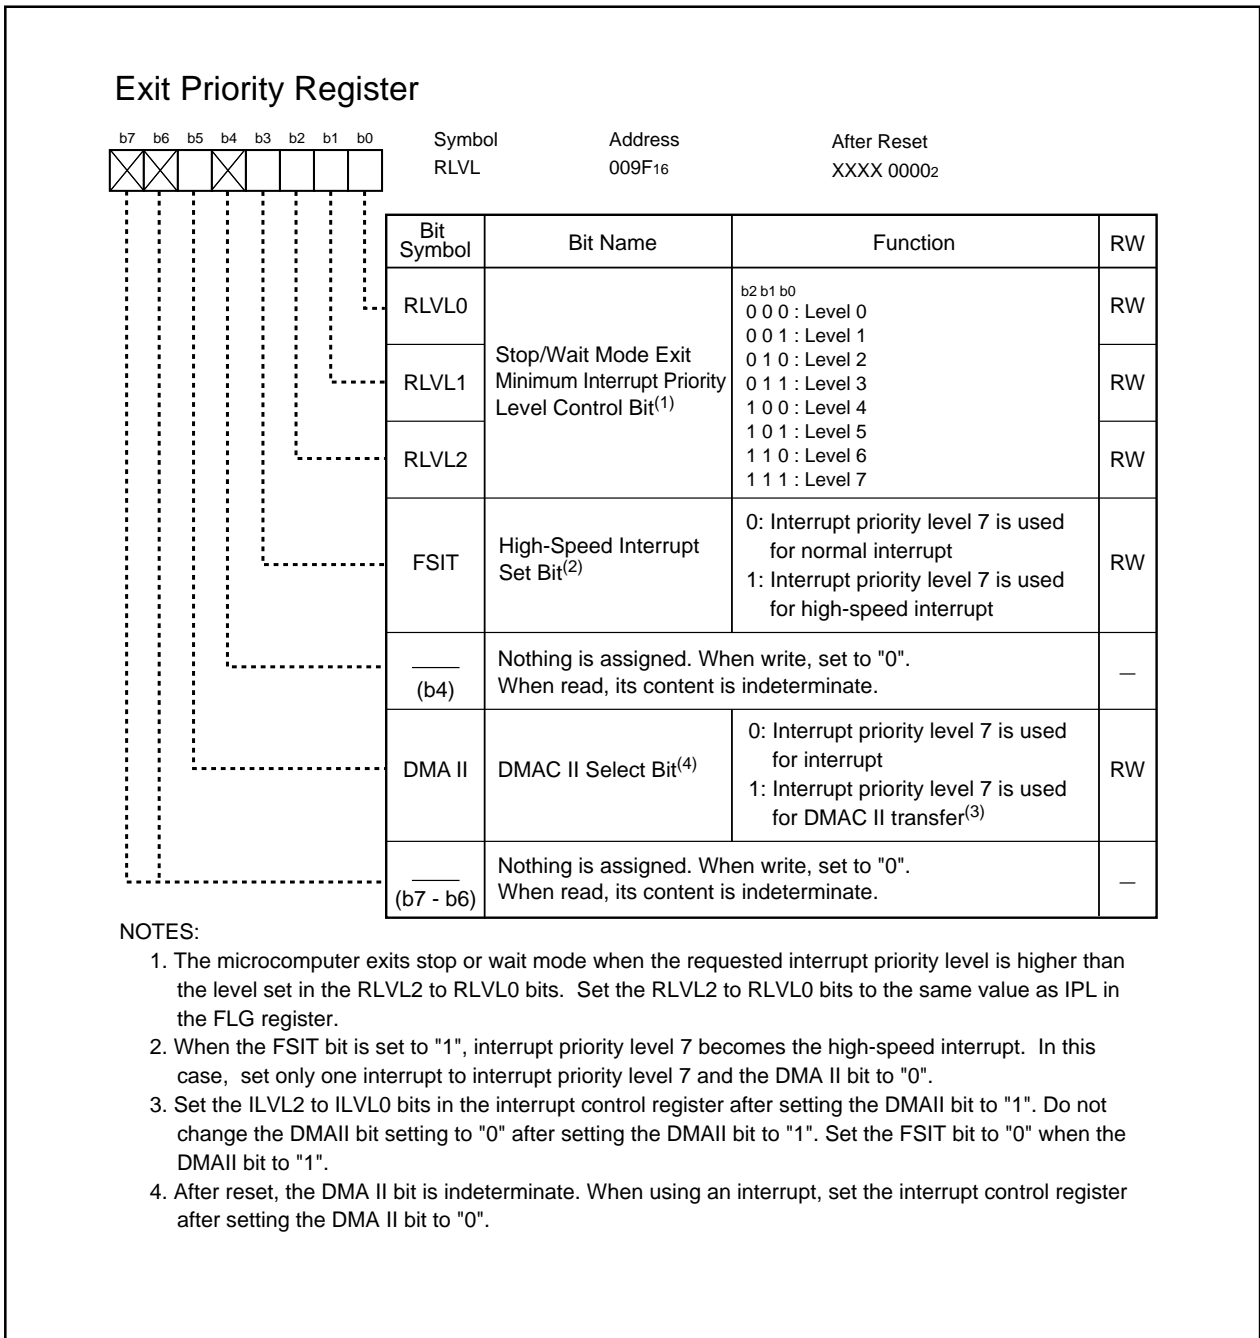 Exit Priority Register
b7 b6 b5 b4 b3 b2 b1 b0
Symbol Address After Reset
RLVL 009F16 XXXX 00002
Bit Symbol Bit Name Function RW
RLVL0 RW
RLVL1 RW
RLVL2 RW
Stop/Wait Mode Exit
Minimum Interrupt Priority
Level Control Bit(1)
b2 b1 b0
0 0 0 : Level 0
0 0 1 : Level 1
0 1 0 : Level 2
0 1 1 : Level 3
1 0 0 : Level 4
1 0 1 : Level 5
1 1 0 : Level 6
1 1 1 : Level 7
FSIT
High-Speed Interrupt
Set Bit(2)
0: Interrupt priority level 7 is used
for normal interrupt
1: Interrupt priority level 7 is used
for high-speed interrupt
RW
(b4)
Nothing is assigned. When write, set to "0".
When read, its content is indeterminate.
—
DMA II
DMAC II Select Bit(4)
0: Interrupt priority level 7 is used
for interrupt
1: Interrupt priority level 7 is used
for DMAC II transfer(3)
RW
(b7 - b6)
Nothing is assigned. When write, set to "0".
When read, its content is indeterminate.
—
NOTES:
1. The microcomputer exits stop or wait mode when the requested interrupt priority level is higher than
the level set in the RLVL2 to RLVL0 bits. Set the RLVL2 to RLVL0 bits to the same value as IPL in
the FLG register.
2. When the FSIT bit is set to "1", interrupt priority level 7 becomes the high-speed interrupt. In this
case, set only one interrupt to interrupt priority level 7 and the DMA II bit to "0".
3. Set the ILVL2 to ILVL0 bits in the interrupt control register after setting the DMAII bit to "1". Do not
change the DMAII bit setting to "0" after setting the DMAII bit to "1". Set the FSIT bit to "0" when the
DMAII bit to "1".
4. After reset, the DMA II bit is indeterminate. When using an interrupt, set the interrupt control register
after setting the DMA II bit to "0".